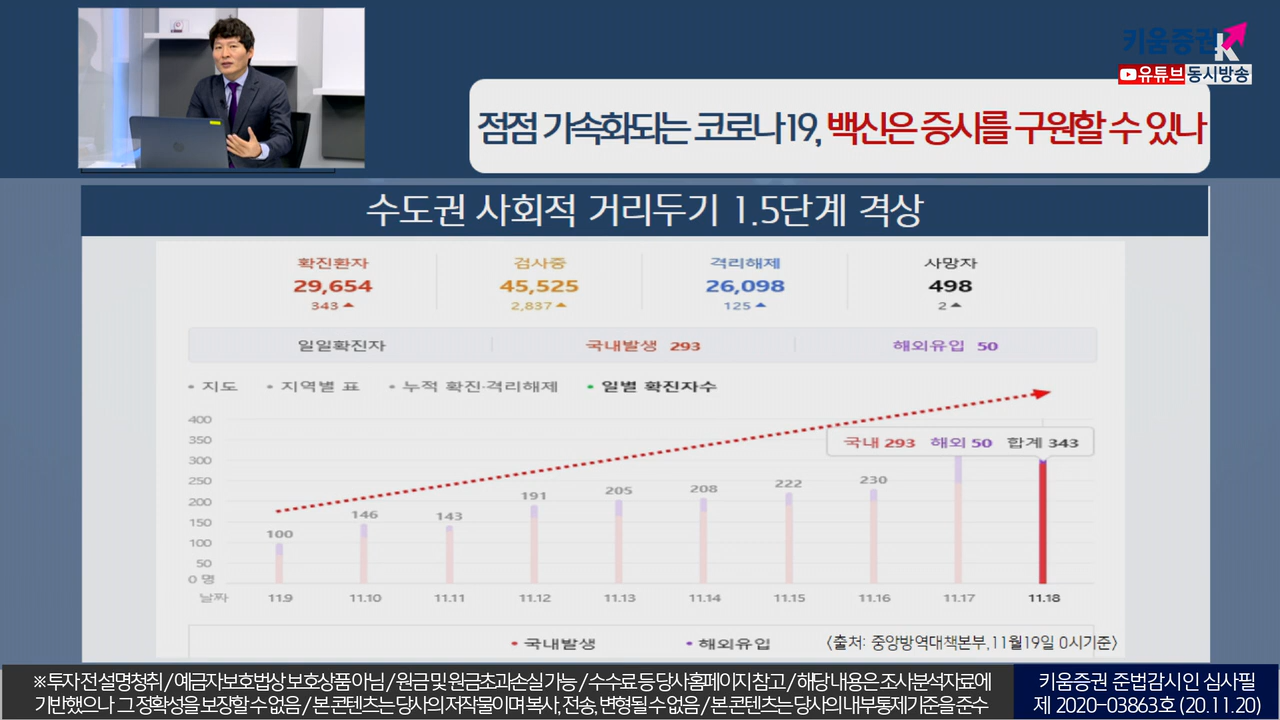 키움증권
유튜브동시방송
점점 가속화되는 코로나19, 백신은 증시를 구원할 수 있나
수도권 사회적 거리두기 1.5단계 격상
확진환자 검사중 격리해제 사망자
29,654 45,525 26,098 498
343 ▲ 2,837 ▲ 125 ▲ 2 ▲
일일확진자 국내발생 293 해외유입 50
• 지도 • 지역별 표 • 누적 확진·격리해제 • 일별 확진자수
400
350
300
250
200
150
100
50
0 명
국내 293 해외 50 합계 343
100 146 143 191 205 208 222 230
날짜 11.9 11.10 11.11 11.12 11.13 11.14 11.15 11.16 11.17 11.18
• 국내발생 • 해외유입 〈출처: 중앙방역대책본부, 11월19일 0시기준〉
※ 투자 전 설명청취 / 예금자보호법상 보호상품 아님 / 원금 및 원금초과손실 가능 / 수수료 등 당사홈페이지 참고 / 해당 내용은 조사분석자료에
기반했으나 그 정확성을 보장할 수 없음 / 본 콘텐츠는 당사의 저작물이며 복사, 전송, 변형될 수 없음 / 본 콘텐츠는 당사의 내부통제기준을 준수
키움증권 준법감시인 심사필
제 2020-03863호 (20.11.20)